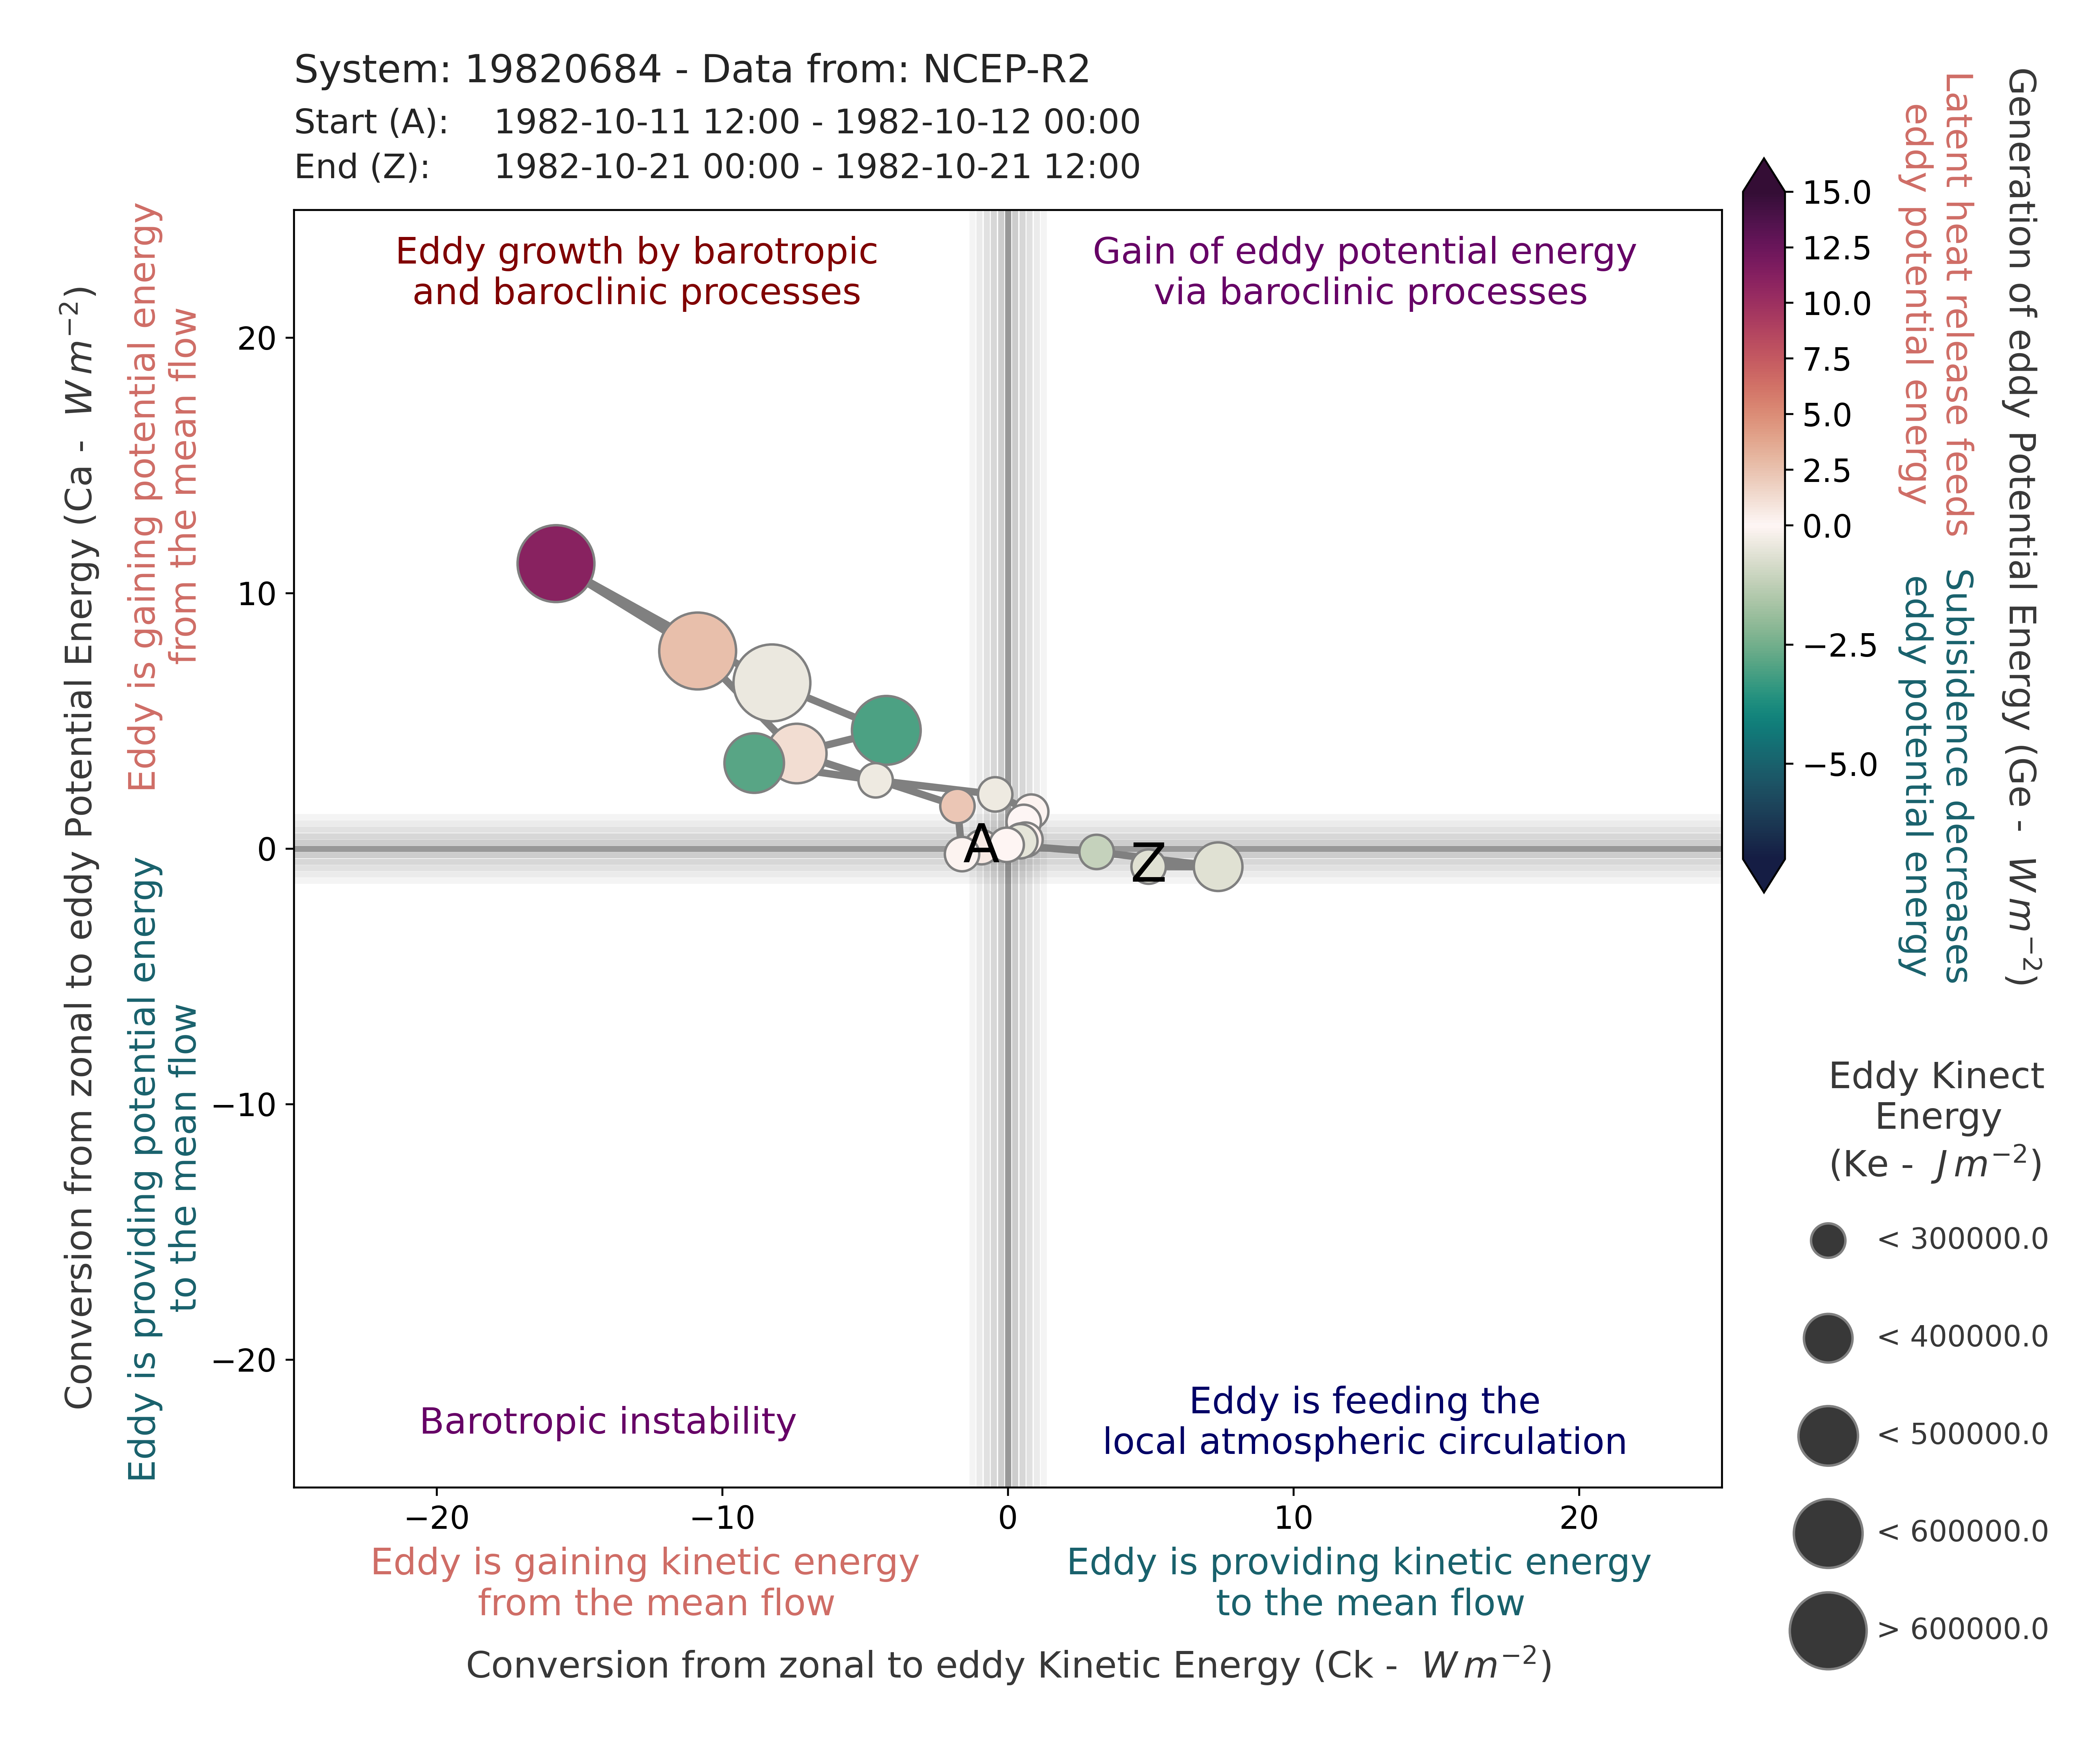 System: 19820684 - Data from: NCEP-R2
Start (A): 1982-10-11 12:00 - 1982-10-12 00:00
End (Z): 1982-10-21 00:00 - 1982-10-21 12:00
Eddy growth by barotropic
and baroclinic processes
Gain of eddy potential energy
via baroclinic processes
Barotropic instability
Eddy is feeding the
local atmospheric circulation
A
Z
20
10
0
−10
−20
−20
−10
0
10
20
Conversion from zonal to eddy Potential Energy (Ca - W m⁻²)
Eddy is gaining potential energy
from the mean flow
Eddy is providing potential energy
to the mean flow
Eddy is gaining kinetic energy
from the mean flow
Eddy is providing kinetic energy
to the mean flow
Conversion from zonal to eddy Kinetic Energy (Ck - W m⁻²)
15.0
12.5
10.0
7.5
5.0
2.5
0.0
−2.5
−5.0
Latent heat release feeds
eddy potential energy
Subisidence decreases
eddy potential energy
Generation of eddy Potential Energy (Ge - W m⁻²)
Eddy Kinect
Energy
(Ke - J m⁻²)
< 300000.0
< 400000.0
< 500000.0
< 600000.0
> 600000.0